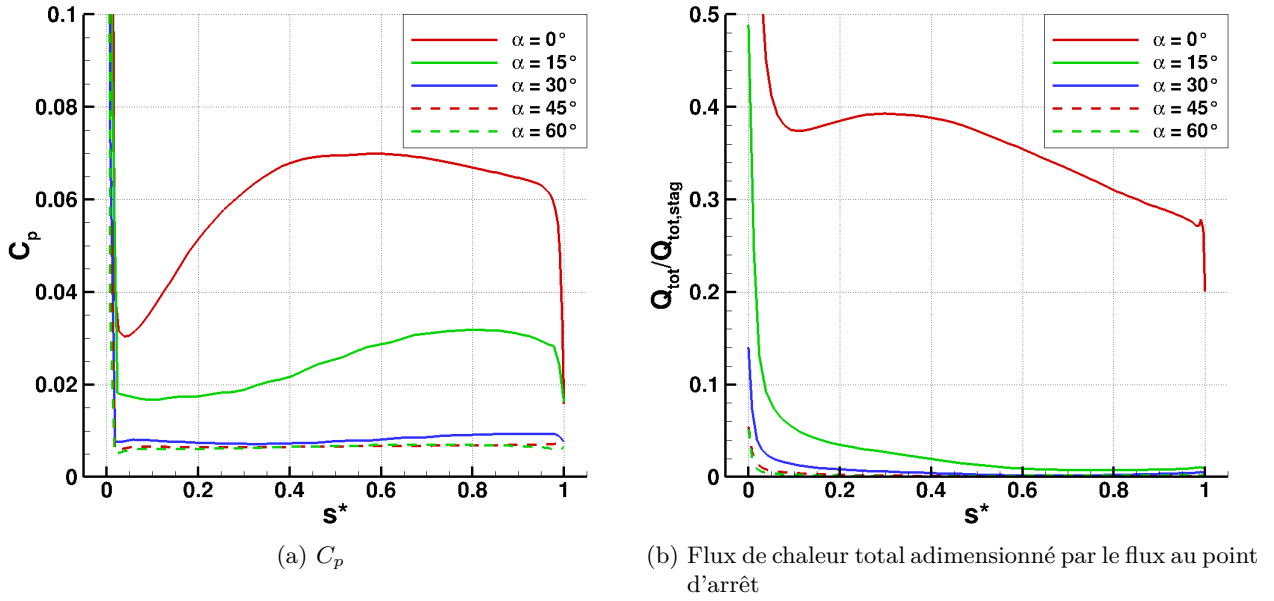 0.1
0.08
0.06
0.04
0.02
0
C_p
0 0.2 0.4 0.6 0.8 1
s*
α = 0°
α = 15°
α = 30°
α = 45°
α = 60°
(a) C_p
0.5
0.4
0.3
0.2
0.1
0
Q_tot/Q_tot,stag
0 0.2 0.4 0.6 0.8 1
s*
α = 0°
α = 15°
α = 30°
α = 45°
α = 60°
(b) Flux de chaleur total adimensionné par le flux au point
d'arrêt